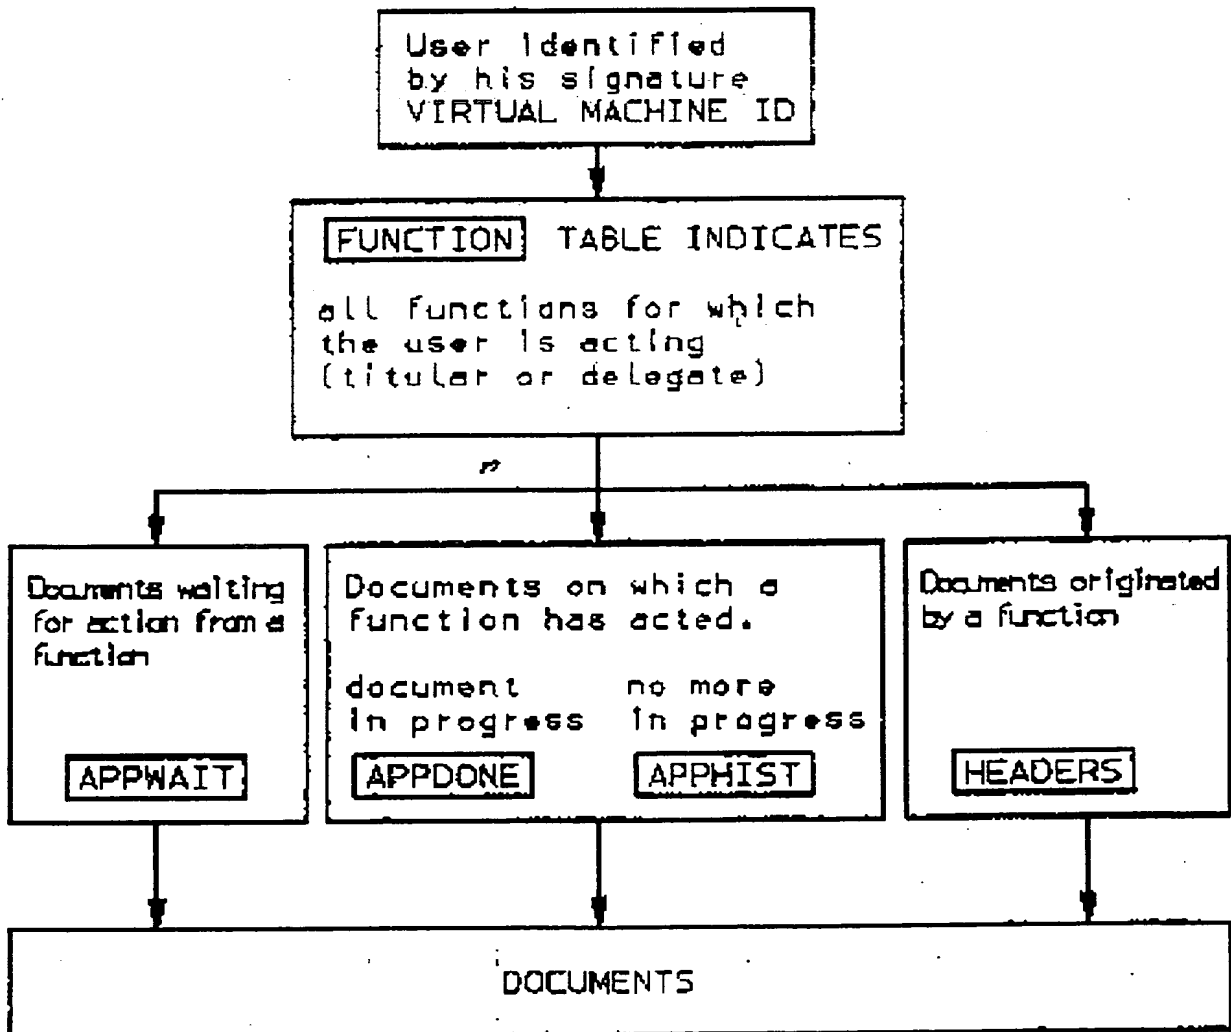 User identified
by his signature
VIRTUAL MACHINE ID
FUNCTION TABLE INDICATES
all functions for which
the user is acting
(titular or delegate)
Documents waiting
for action from a
function
APPWAIT
Documents on which a
function has acted.
document
in progress
APPDONE
no more
in progress
APPHIST
Documents originated
by a function
HEADERS
DOCUMENTS